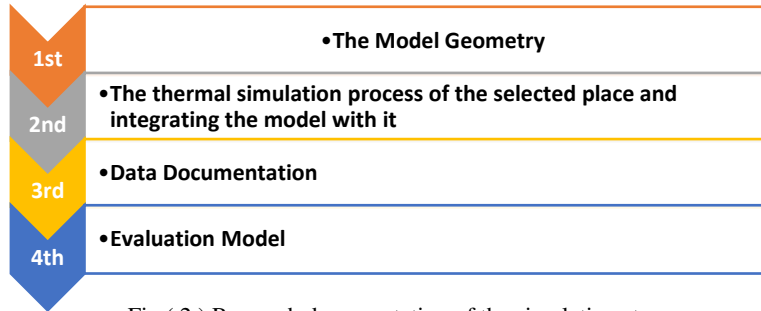 1st
•The Model Geometry
2nd
•The thermal simulation process of the selected place and
integrating the model with it
3rd
•Data Documentation
4th
•Evaluation Model